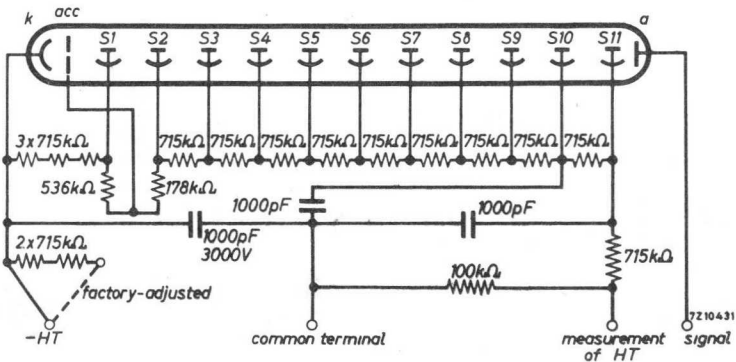 k acc S1 S2 S3 S4 S5 S6 S7 S8 S9 S10 S11 a
3x715kΩ 715kΩ 715kΩ 715kΩ 715kΩ 715kΩ 715kΩ 715kΩ 715kΩ 715kΩ
536kΩ 178kΩ
1000pF 1000pF
1000pF
3000V
2x715kΩ 715kΩ
100kΩ
factory-adjusted
7Z10431
-HT common terminal measurement signal
of HT